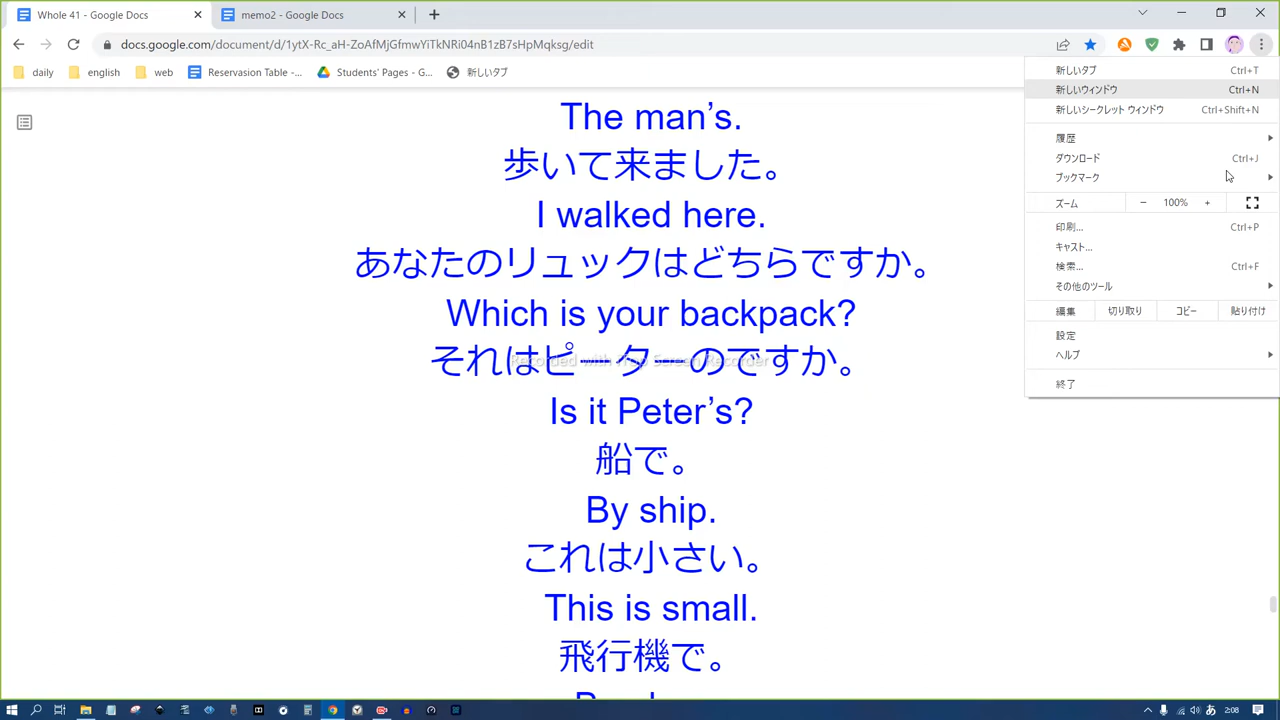 Whole 41 - Google Docs
memo2 - Google Docs
docs.google.com/document/d/1ytX-Rc_aH-ZoAfMjGfmwWTkNRi04nB1zB7sHpMqksg/edit
daily
english
web
Reservasion Table -...
Students' Pages - G...
新しいタブ
新しいタブ Ctrl+T
新しいウィンドウ Ctrl+N
新しいシークレット ウィンドウ Ctrl+Shift+N
履歴
ダウンロード Ctrl+J
ブックマーク
ズーム − 100% +
印刷... Ctrl+P
キャスト...
検索... Ctrl+F
その他のツール
編集 切り取り コピー 貼り付け
設定
ヘルプ
終了
The man’s.
歩いて来ました。
I walked here.
あなたのリュックはどちらですか。
Which is your backpack?
それはピーターのですか。
Recorded with iTop Screen Recorder
Is it Peter’s?
船で。
By ship.
これは小さい。
This is small.
飛行機で。
あ 2:08